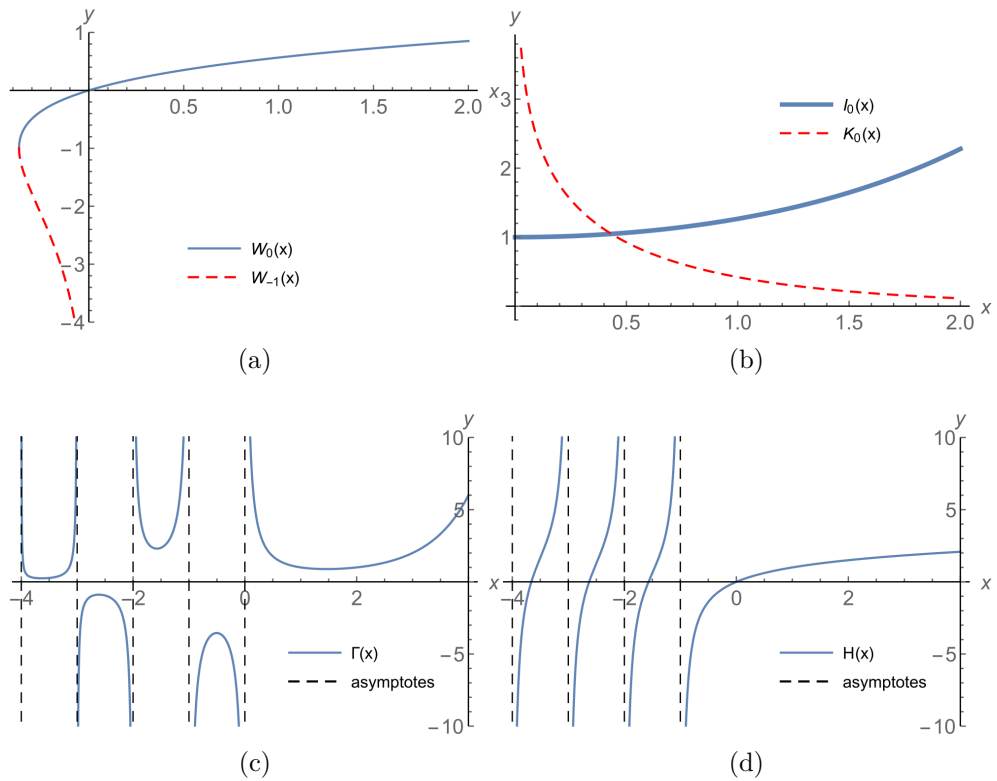 y
1
0.5 1.0 1.5 2.0 x
−1
−2
−3
−4
W₀(x)
W₋₁(x)
(a)
y
3
2
1
0.5 1.0 1.5 2.0 x
I₀(x)
K₀(x)
(b)
y
10
5
x −4 −2 0 2
−5
−10
Γ(x)
asymptotes
(c)
y
10
5
−4 −2 0 2 x
−5
−10
H(x)
asymptotes
(d)